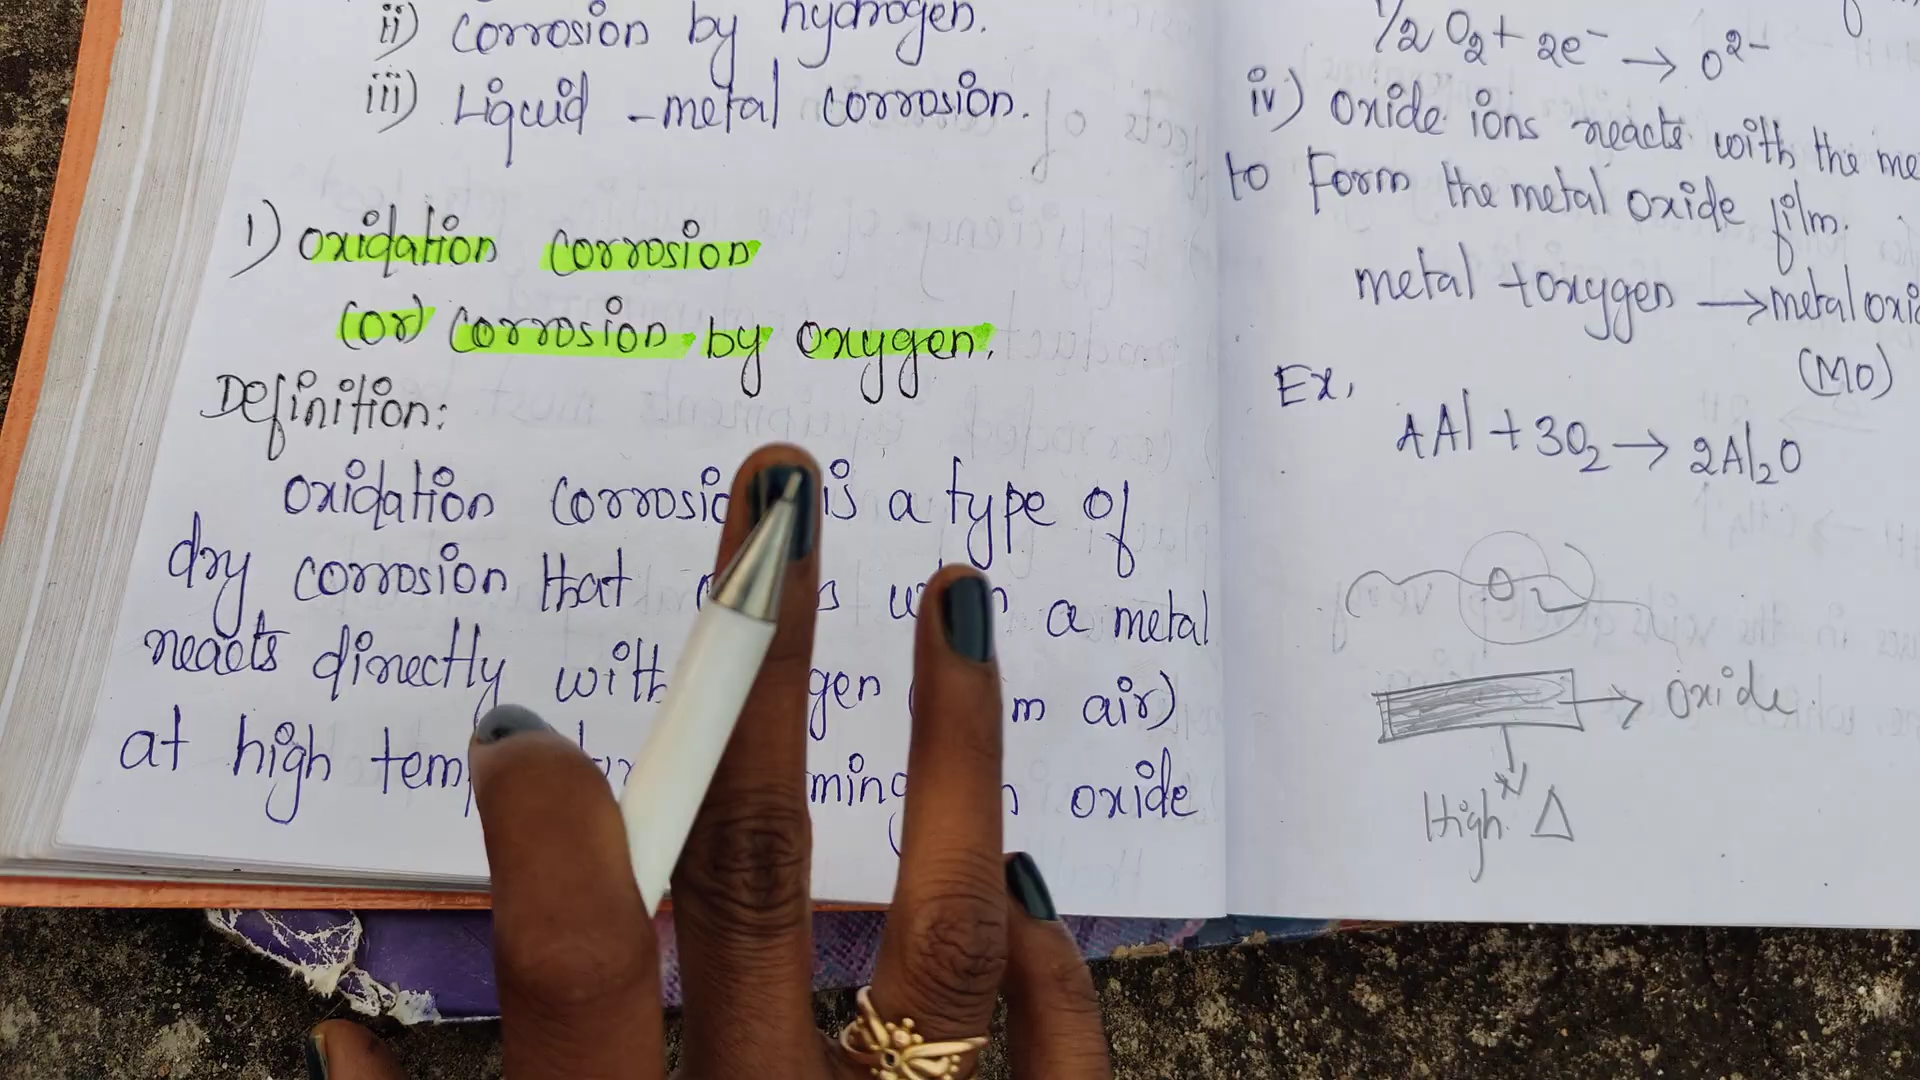 ii) Corrosion by hydrogen.
iii) Liquid - metal corrosion.
1) Oxidation corrosion
(or) corrosion by oxygen.
Definition:
Oxidation is a type of
dry corrosion that a metal
reacts directly with air)
at high oxide
1/2 O₂ + 2e⁻ → O²⁻
iv) Oxide ions reacts with the
to Form the metal oxide film.
metal + oxygen → metal
(MO)
Ex,
4Al + 3O₂ → 2Al₂O
O₂
→ Oxide
High Δ